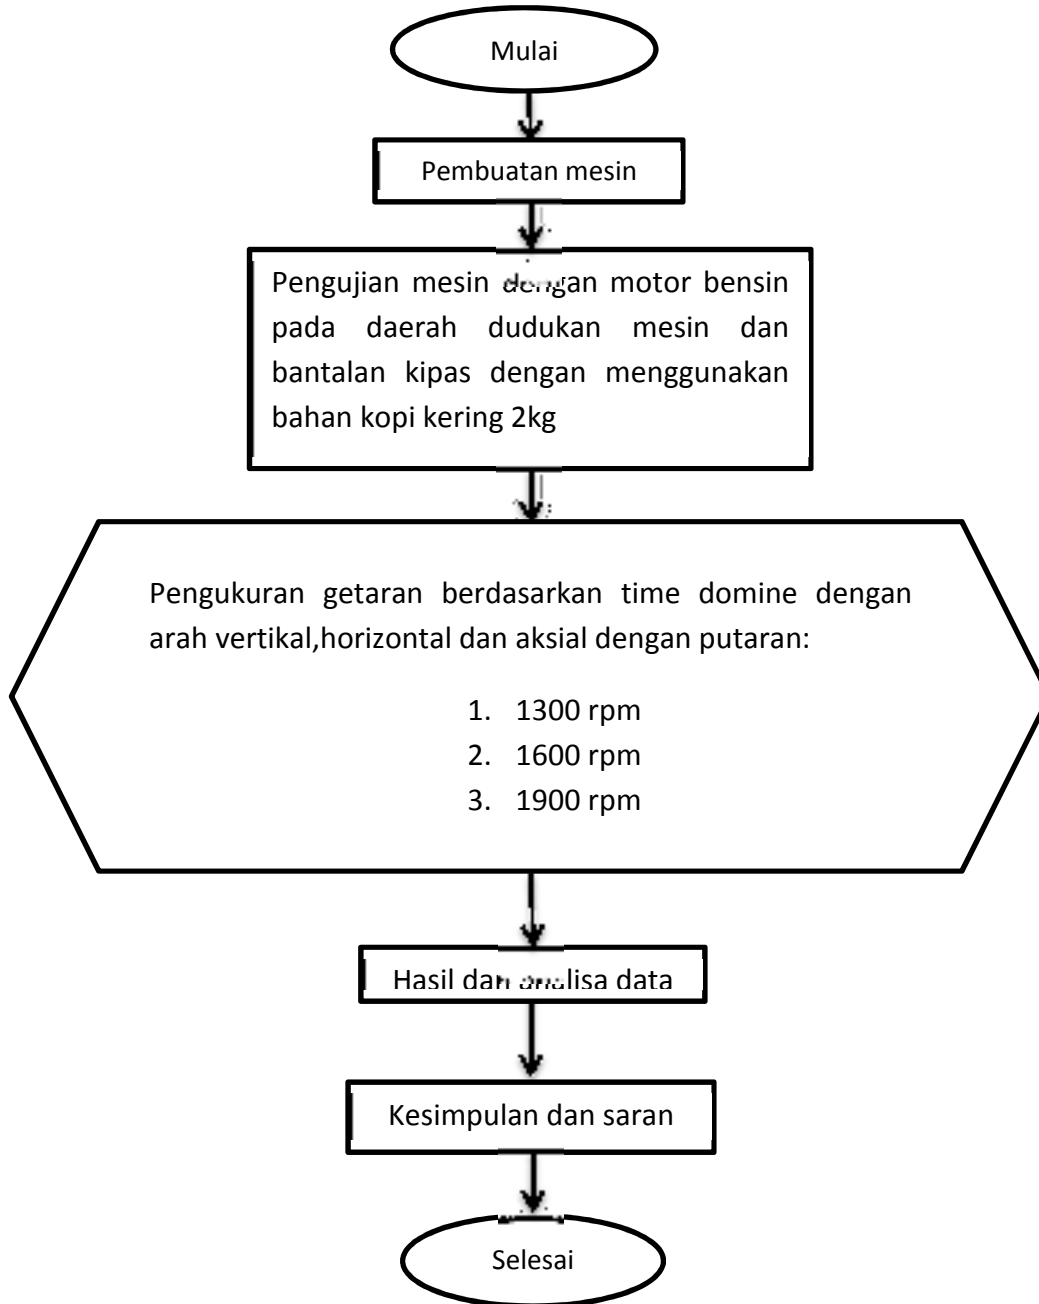 Mulai
Pembuatan mesin
Pengujian mesin dengan motor bensin
pada daerah dudukan mesin dan
bantalan kipas dengan menggunakan
bahan kopi kering 2kg
Pengukuran getaran berdasarkan time domine dengan
arah vertikal,horizontal dan aksial dengan putaran:
1. 1300 rpm
2. 1600 rpm
3. 1900 rpm
Hasil dan analisa data
Kesimpulan dan saran
Selesai